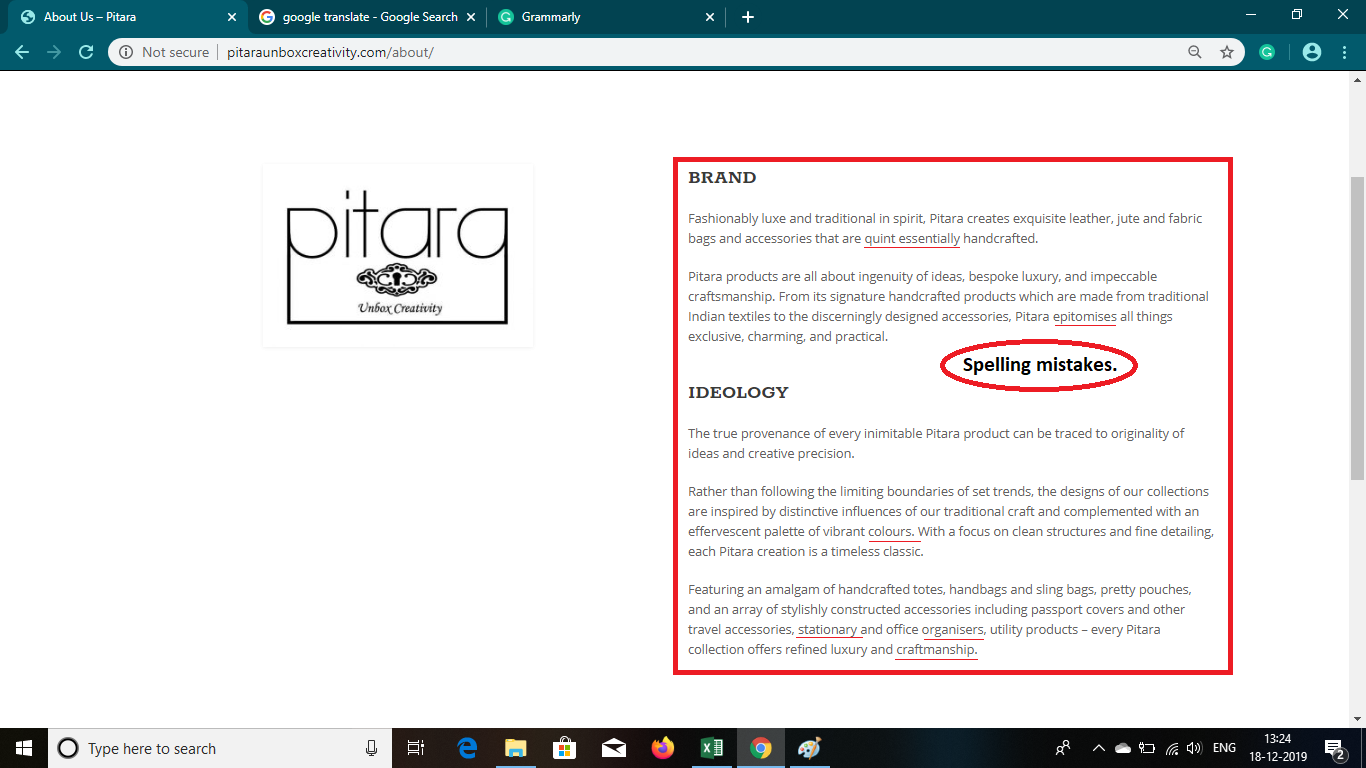 About Us – Pitara
google translate - Google Search
Grammarly
Not secure
pitaraunboxcreativity.com/about/
pitara
Unbox Creativity
BRAND
Fashionably luxe and traditional in spirit, Pitara creates exquisite leather, jute and fabric
bags and accessories that are quint essentially handcrafted.
Pitara products are all about ingenuity of ideas, bespoke luxury, and impeccable
craftsmanship. From its signature handcrafted products which are made from traditional
Indian textiles to the discerningly designed accessories, Pitara epitomises all things
exclusive, charming, and practical.
Spelling mistakes.
IDEOLOGY
The true provenance of every inimitable Pitara product can be traced to originality of
ideas and creative precision.
Rather than following the limiting boundaries of set trends, the designs of our collections
are inspired by distinctive influences of our traditional craft and complemented with an
effervescent palette of vibrant colours. With a focus on clean structures and fine detailing,
each Pitara creation is a timeless classic.
Featuring an amalgam of handcrafted totes, handbags and sling bags, pretty pouches,
and an array of stylishly constructed accessories including passport covers and other
travel accessories, stationary and office organisers, utility products – every Pitara
collection offers refined luxury and craftmanship.
Type here to search
ENG
13:24
18-12-2019
2